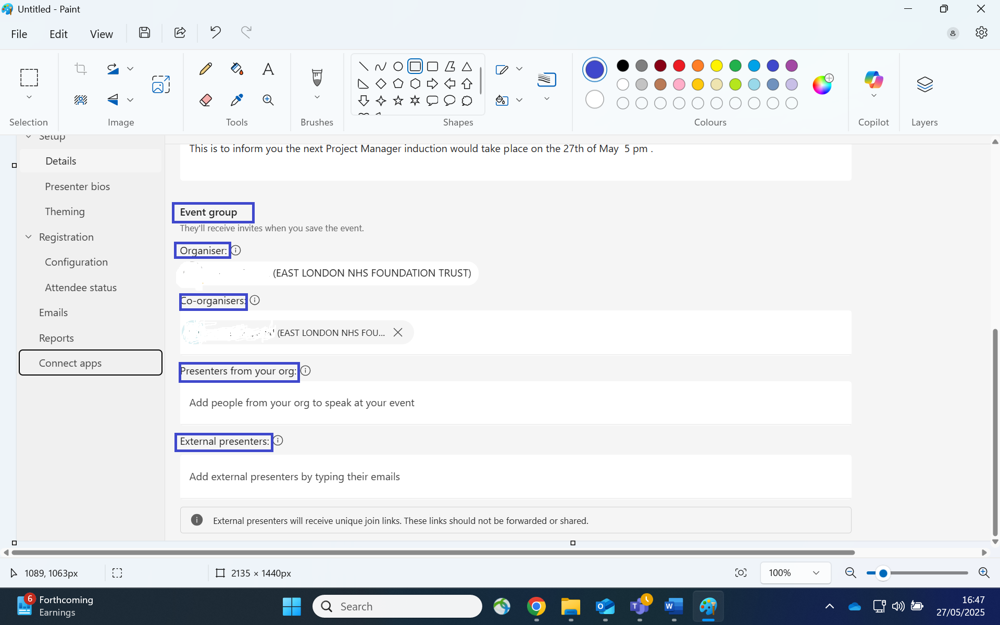 Untitled - Paint
File Edit View
Selection Image Tools Brushes Shapes Colours Copilot Layers
Setup
Details
Presenter bios
Theming
Registration
Configuration
Attendee status
Emails
Reports
Connect apps
This is to inform you the next Project Manager induction would take place on the 27th of May 5 pm .
Event group
They'll receive invites when you save the event.
Organiser:
(EAST LONDON NHS FOUNDATION TRUST)
Co-organisers:
(EAST LONDON NHS FOU...
Presenters from your org:
Add people from your org to speak at your event
External presenters:
Add external presenters by typing their emails
External presenters will receive unique join links. These links should not be forwarded or shared.
1089, 1063px 2135 × 1440px 100%
6 Forthcoming
Earnings
Search
16:47
27/05/2025